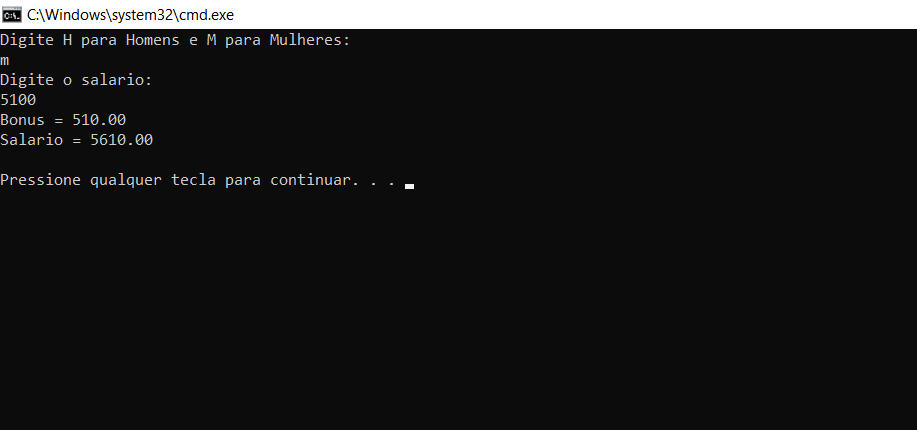 C:\Windows\system32\cmd.exe
Digite H para Homens e M para Mulheres:
m
Digite o salario:
5100
Bonus = 510.00
Salario = 5610.00
Pressione qualquer tecla para continuar. . .